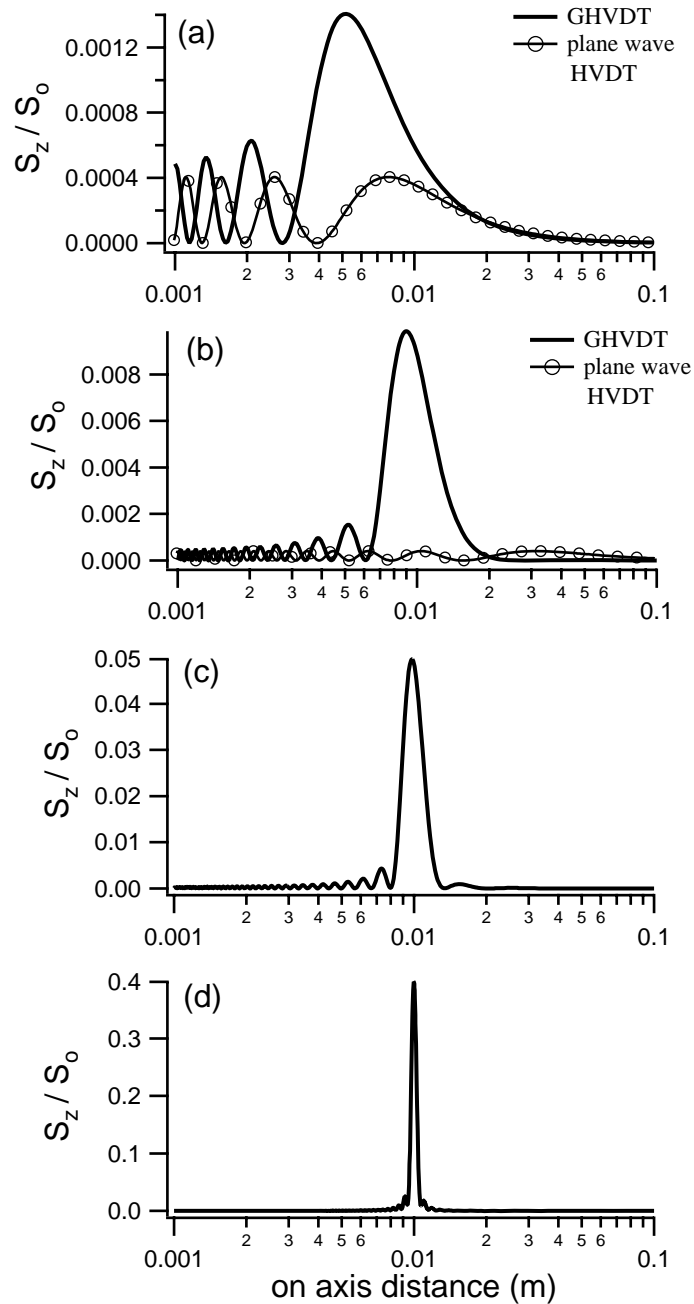 (a)
GHVDT
plane wave
HVDT
S_z / S_o
0.0012
0.0008
0.0004
0.0000
2 3 4 5 6 2 3 4 5 6
0.001 0.01 0.1
(b)
GHVDT
plane wave
HVDT
S_z / S_o
0.008
0.006
0.004
0.002
0.000
2 3 4 5 6 2 3 4 5 6
0.001 0.01 0.1
(c)
S_z / S_o
0.05
0.04
0.03
0.02
0.01
0.00
2 3 4 5 6 2 3 4 5 6
0.001 0.01 0.1
(d)
S_z / S_o
0.4
0.3
0.2
0.1
0.0
2 3 4 5 6 2 3 4 5 6
0.001 0.01 0.1
on axis distance (m)